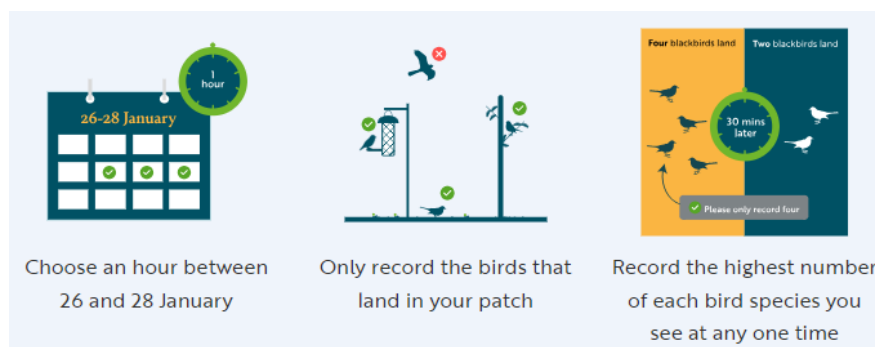 1
hour
26-28 January
Four blackbirds land
Two blackbirds land
30 mins
later
Please only record four
Choose an hour between
26 and 28 January
Only record the birds that
land in your patch
Record the highest number
of each bird species you
see at any one time